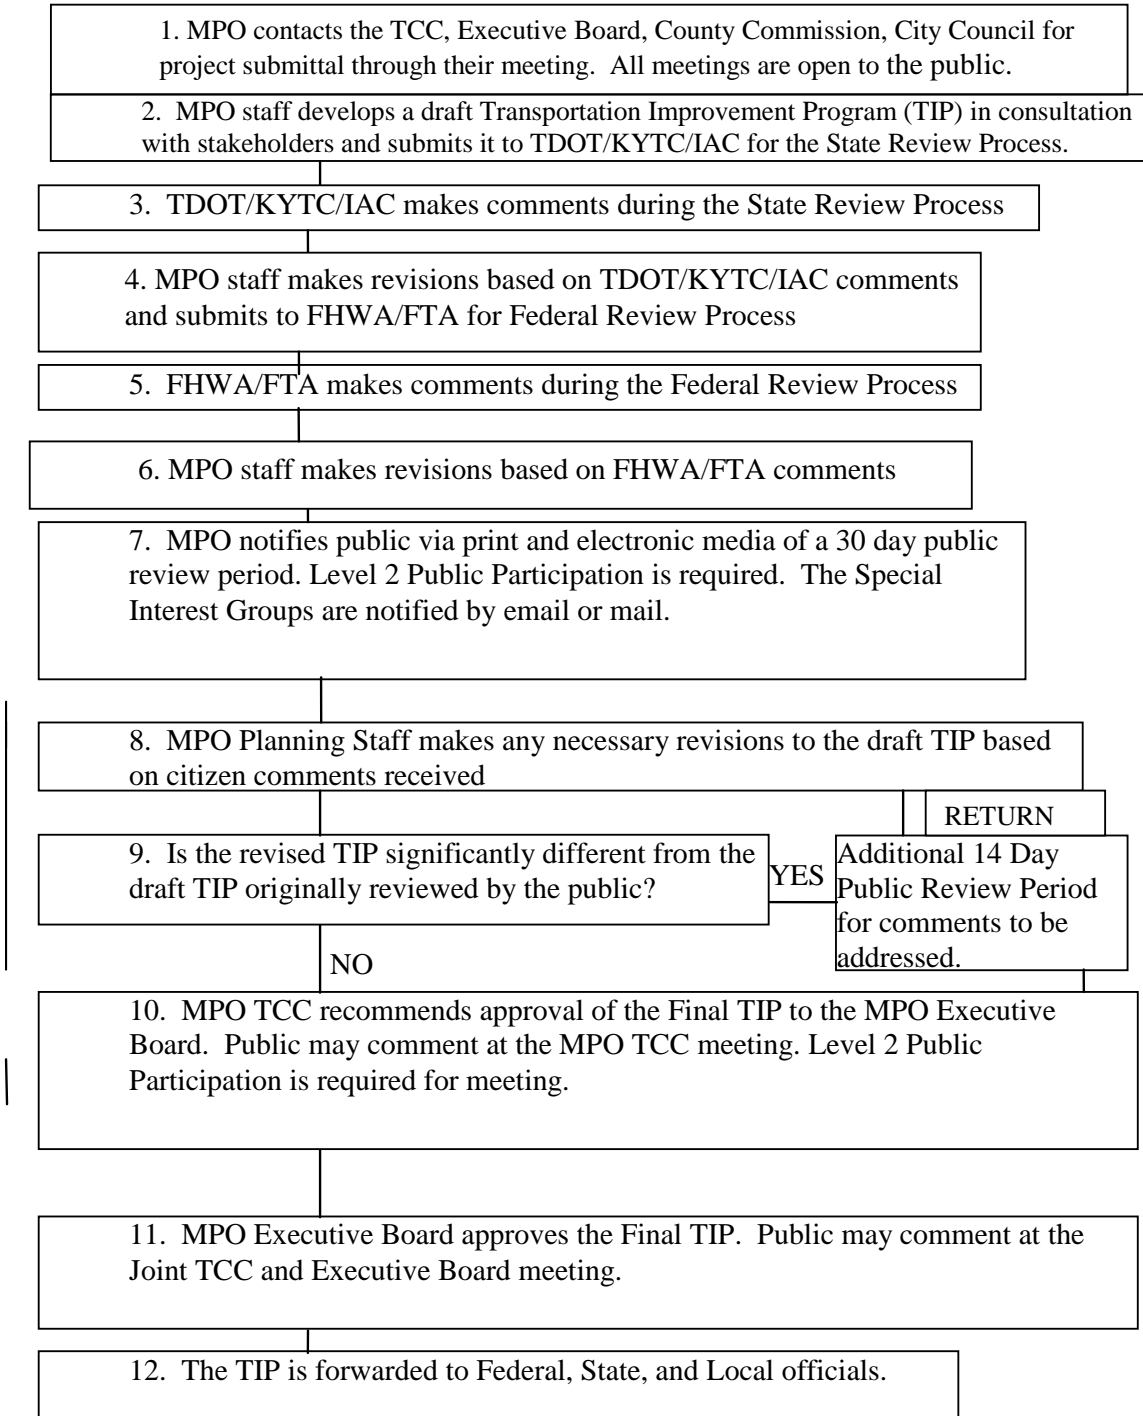 1. MPO contacts the TCC, Executive Board, County Commission, City Council for
project submittal through their meeting.  All meetings are open to the public.
2.  MPO staff develops a draft Transportation Improvement Program (TIP) in consultation
with stakeholders and submits it to TDOT/KYTC/IAC for the State Review Process.
3.  TDOT/KYTC/IAC makes comments during the State Review Process
4. MPO staff makes revisions based on TDOT/KYTC/IAC comments
and submits to FHWA/FTA for Federal Review Process
5.  FHWA/FTA makes comments during the Federal Review Process
6. MPO staff makes revisions based on FHWA/FTA comments
7.  MPO notifies public via print and electronic media of a 30 day public
review period. Level 2 Public Participation is required.  The Special
Interest Groups are notified by email or mail.
8.  MPO Planning Staff makes any necessary revisions to the draft TIP based
on citizen comments received
RETURN
9.  Is the revised TIP significantly different from the
draft TIP originally reviewed by the public?
YES
Additional 14 Day
Public Review Period
for comments to be
addressed.
NO
10.  MPO TCC recommends approval of the Final TIP to the MPO Executive
Board.  Public may comment at the MPO TCC meeting. Level 2 Public
Participation is required for meeting.
11.  MPO Executive Board approves the Final TIP.  Public may comment at the
Joint TCC and Executive Board meeting.
12.  The TIP is forwarded to Federal, State, and Local officials.